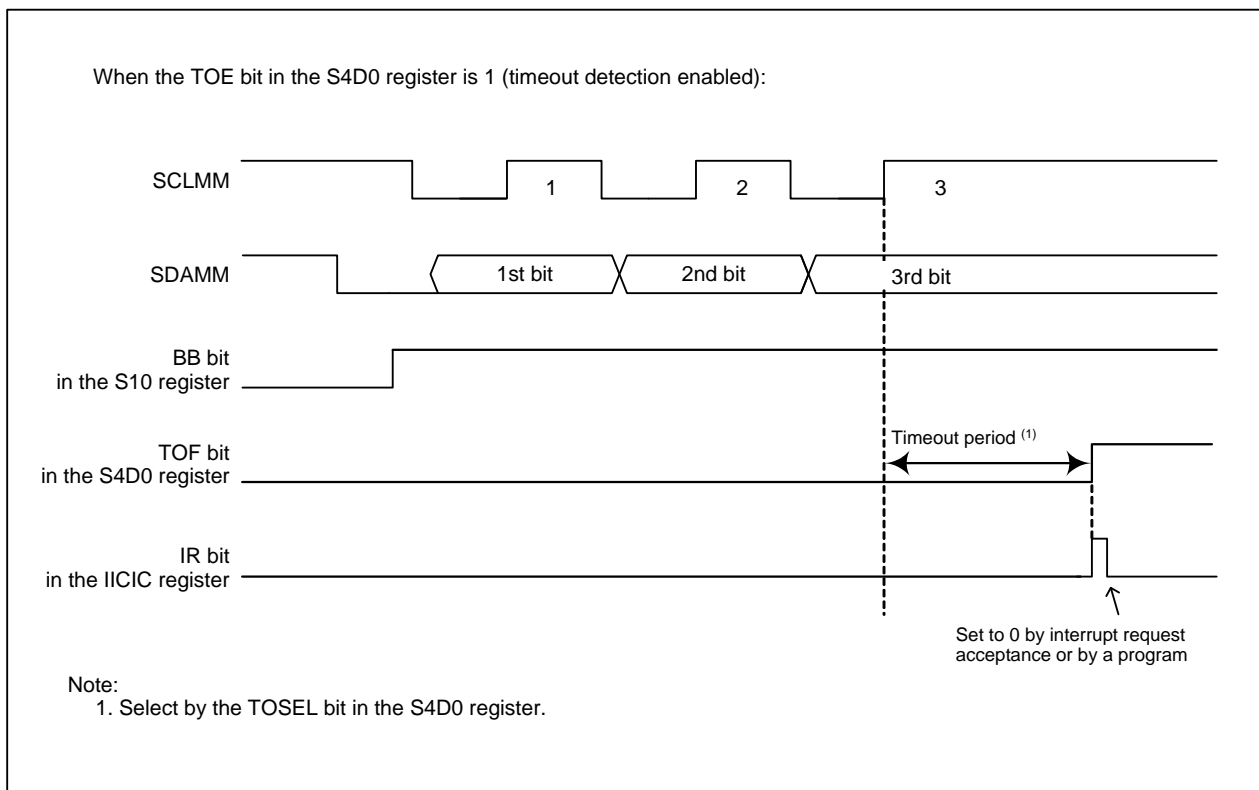 When the TOE bit in the S4D0 register is 1 (timeout detection enabled):
SCLMM
1
2
3
SDAMM
1st bit
2nd bit
3rd bit
BB bit
in the S10 register
TOF bit
in the S4D0 register
Timeout period (1)
IR bit
in the IICIC register
Set to 0 by interrupt request
acceptance or by a program
Note:
1. Select by the TOSEL bit in the S4D0 register.